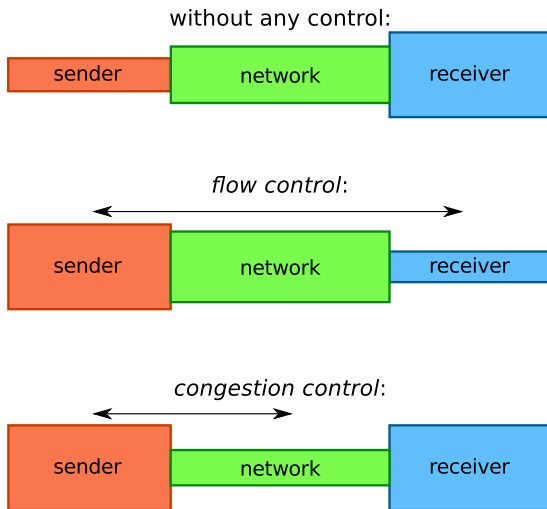 without any control:
sender network receiver
flow control:
sender network receiver
congestion control:
sender network receiver